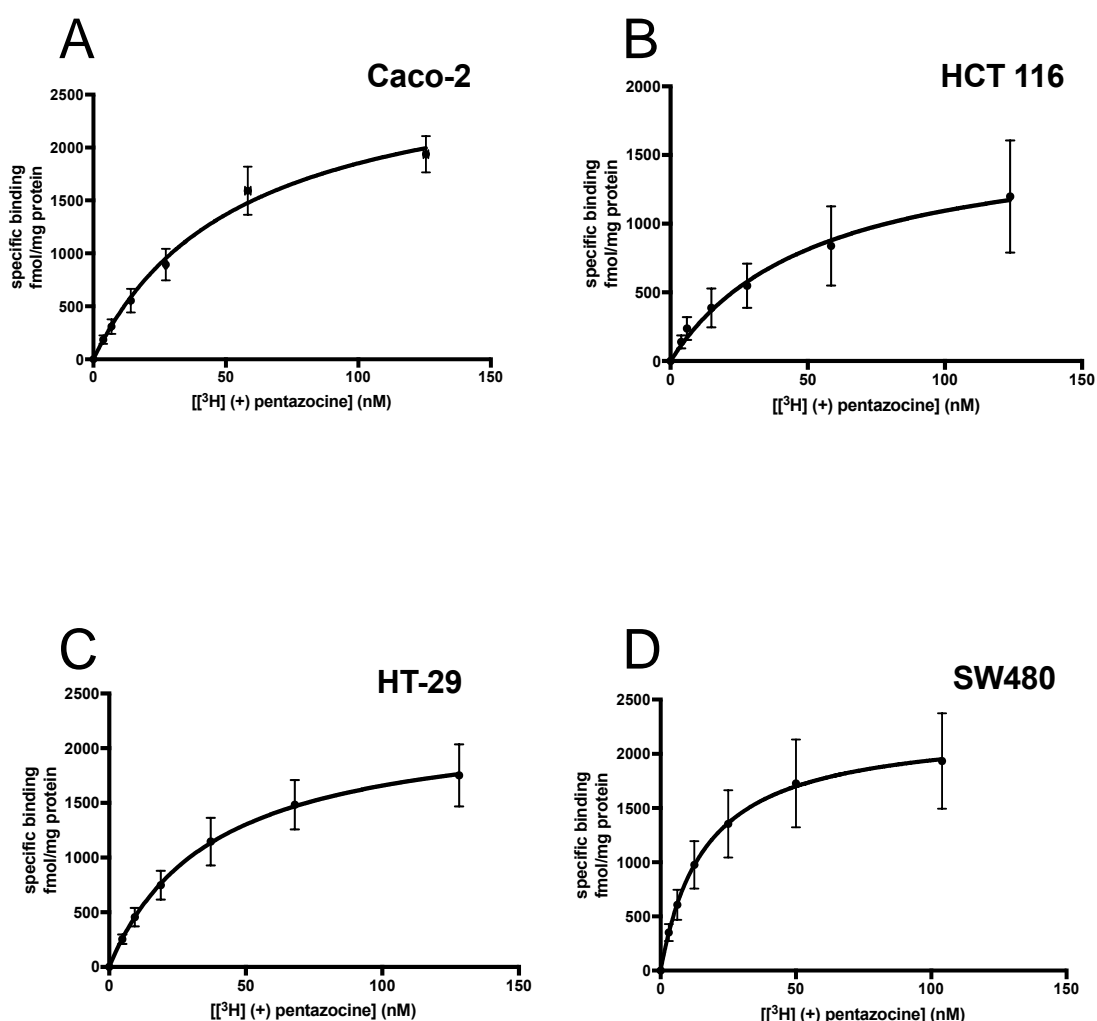 A
Caco-2
2500
2000
1500
1000
500
0
specific binding
fmol/mg protein
0 50 100 150
[[³H] (+) pentazocine] (nM)
B
HCT 116
2000
1500
1000
500
0
specific binding
fmol/mg protein
0 50 100 150
[[³H] (+) pentazocine] (nM)
C
HT-29
2500
2000
1500
1000
500
0
specific binding
fmol/mg protein
0 50 100 150
[[³H] (+) pentazocine] (nM)
D
SW480
2500
2000
1500
1000
500
0
specific binding
fmol/mg protein
0 50 100 150
[[³H] (+) pentazocine] (nM)